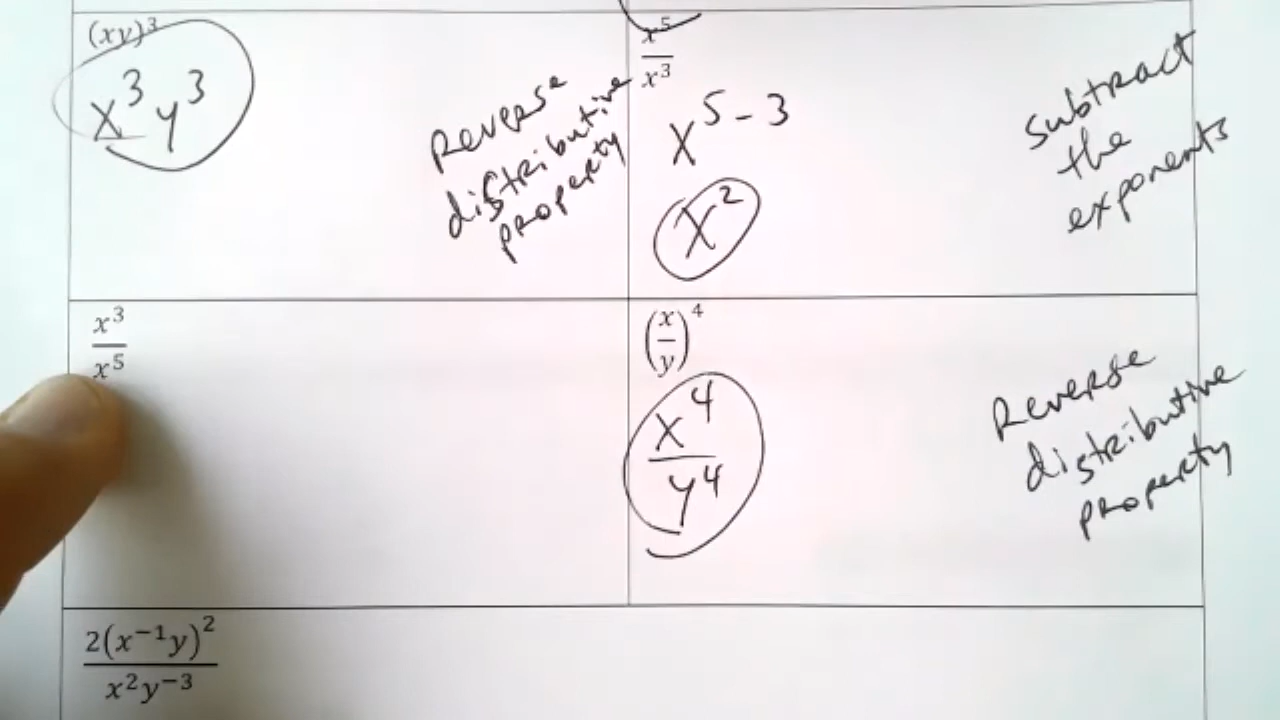 (xy)³
x³y³
Reverse
distributive
property
x⁵
x³
x⁵⁻³
x²
subtract
the
exponents
x³
x⁵
(x/y)⁴
x⁴
y⁴
Reverse
distributive
property
2(x⁻¹y)²
x²y⁻³